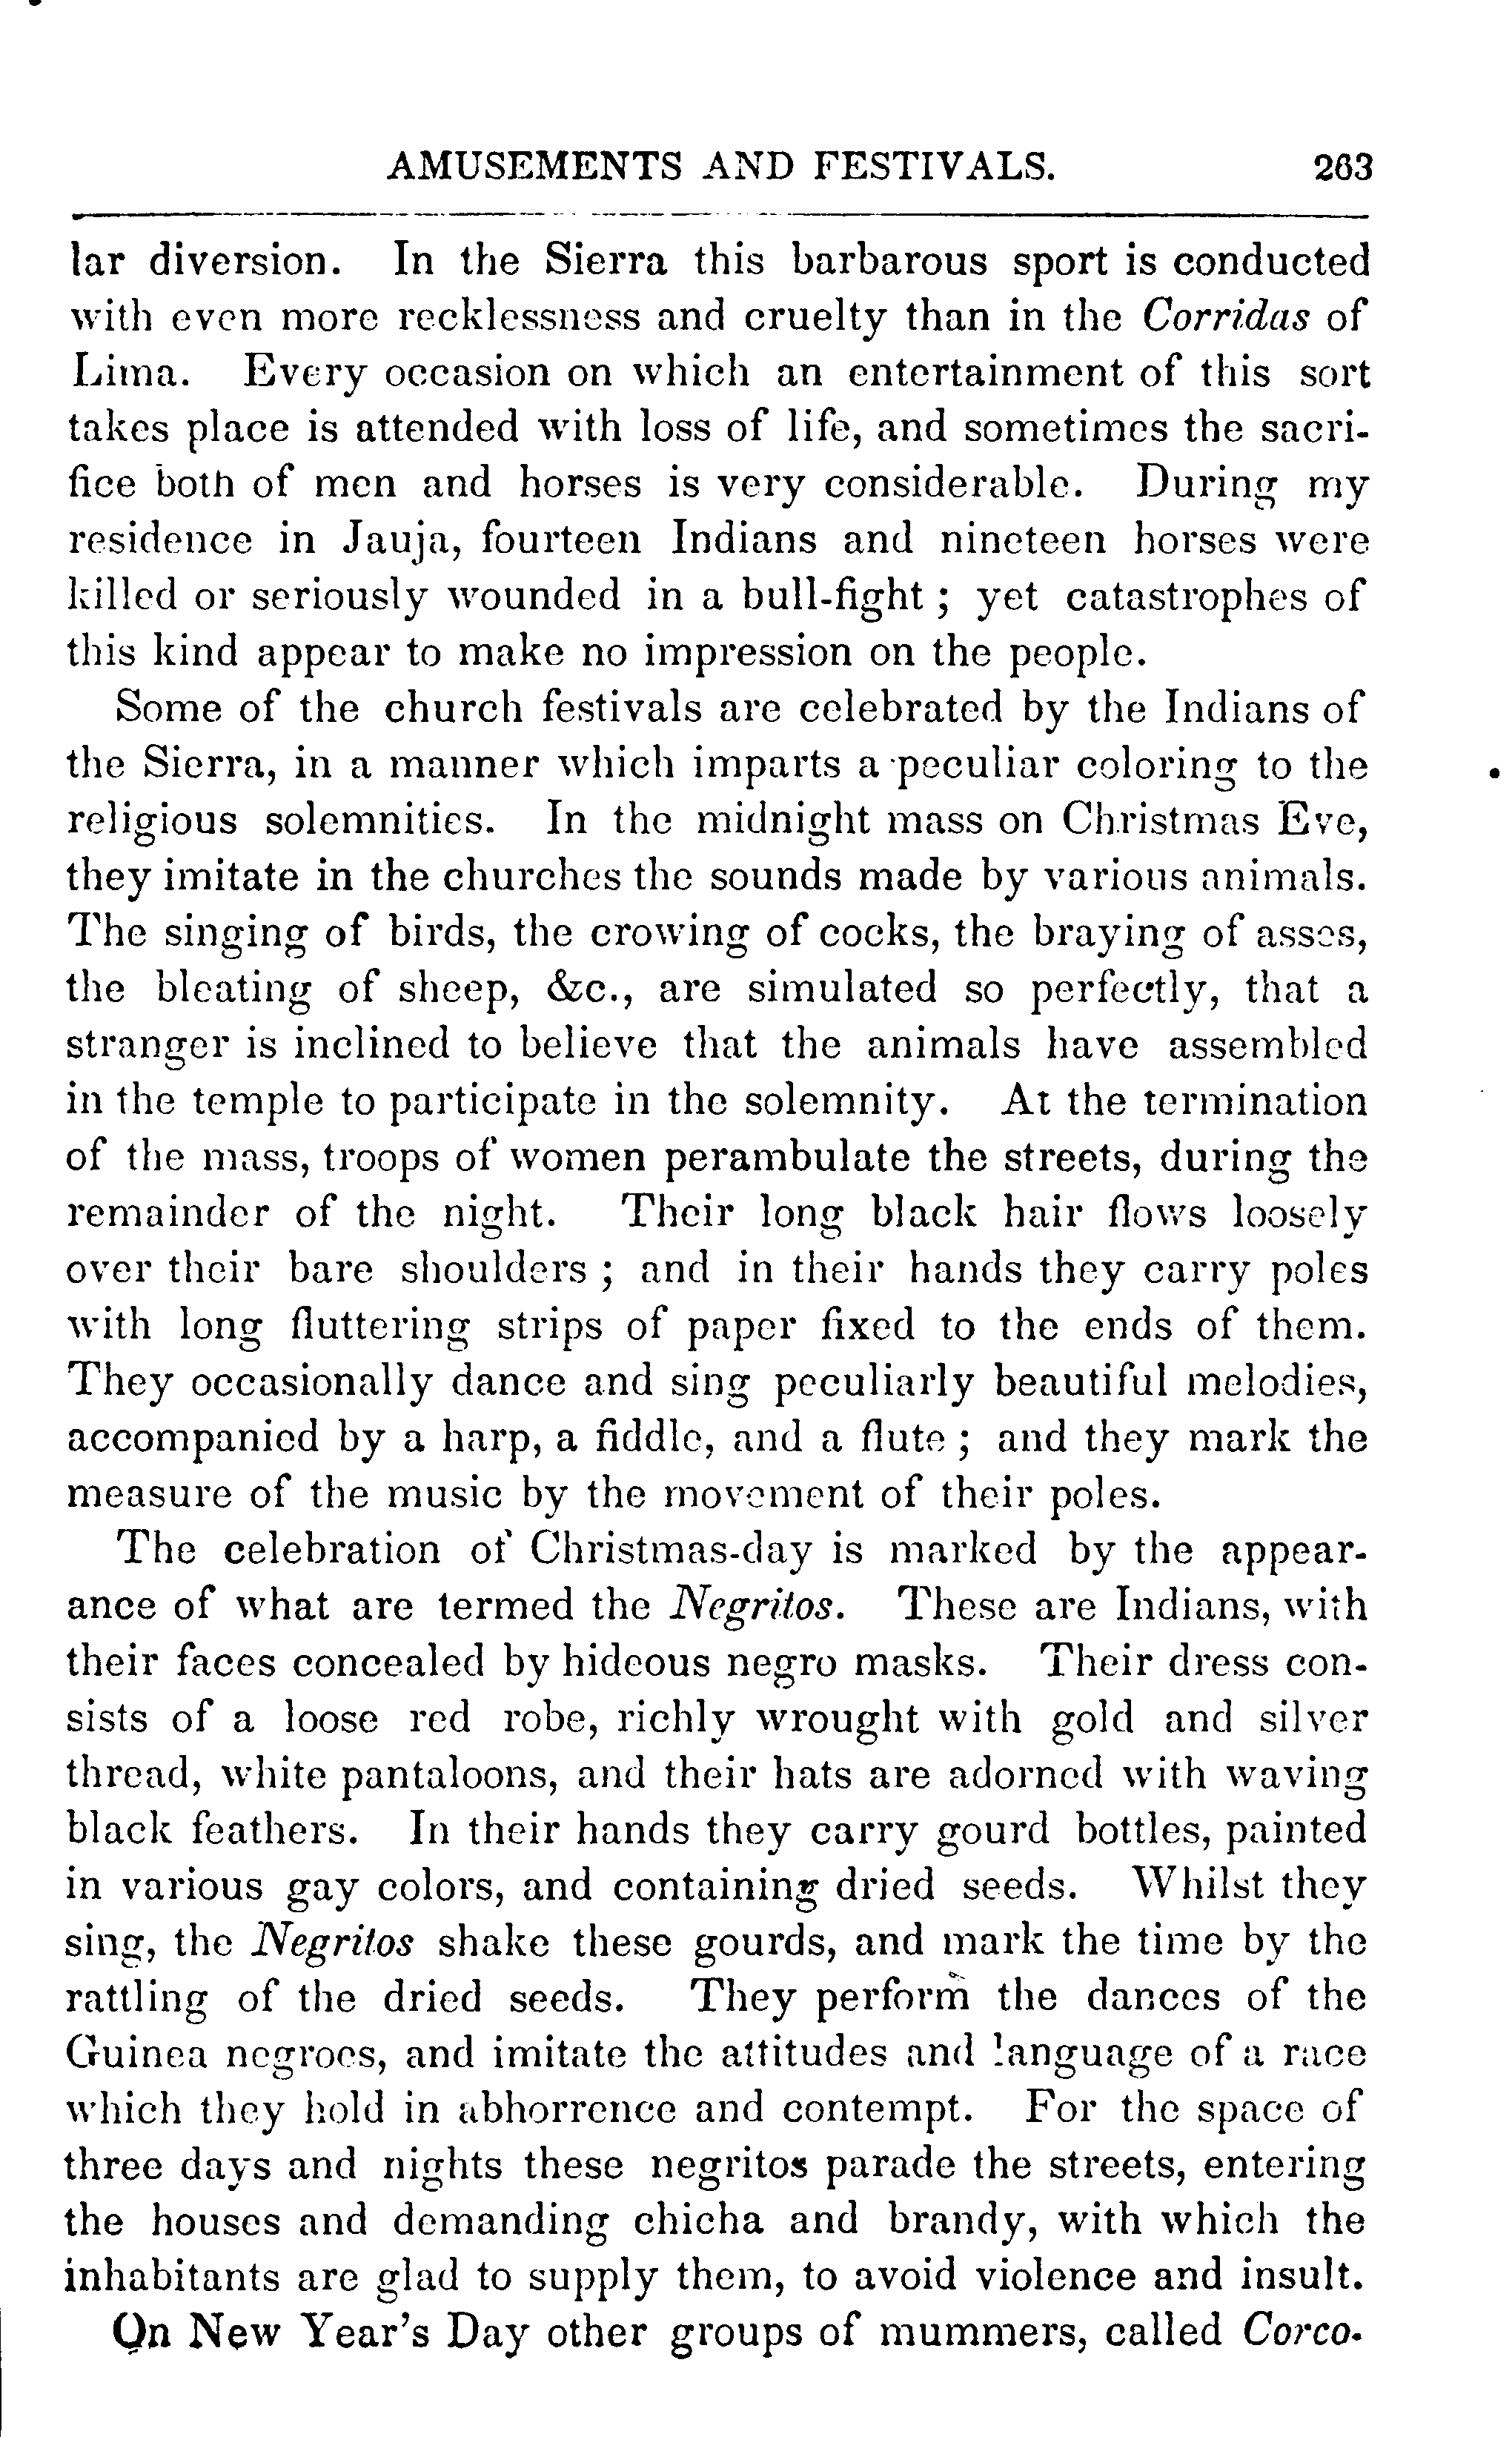 AMUSEMENTS AND FESTIVALS. 263
lar diversion. In the Sierra this barbarous sport is conducted
with even more recklessness and cruelty than in the Corridas of
Lima. Every occasion on which an entertainment of this sort
takes place is attended with loss of life, and sometimes the sacri-
fice both of men and horses is very considerable. During my
residence in Jauja, fourteen Indians and nineteen horses were
killed or seriously wounded in a bull-fight ; yet catastrophes of
this kind appear to make no impression on the people.
Some of the church festivals are celebrated by the Indians of
the Sierra, in a manner which imparts a peculiar coloring to the
religious solemnities. In the midnight mass on Christmas Eve,
they imitate in the churches the sounds made by various animals.
The singing of birds, the crowing of cocks, the braying of asses,
the bleating of sheep, &c., are simulated so perfectly, that a
stranger is inclined to believe that the animals have assembled
in the temple to participate in the solemnity. At the termination
of the mass, troops of women perambulate the streets, during the
remainder of the night. Their long black hair flows loosely
over their bare shoulders ; and in their hands they carry poles
with long fluttering strips of paper fixed to the ends of them.
They occasionally dance and sing peculiarly beautiful melodies,
accompanied by a harp, a fiddle, and a flute ; and they mark the
measure of the music by the movement of their poles.
The celebration of Christmas-day is marked by the appear-
ance of what are termed the Negritos. These are Indians, with
their faces concealed by hideous negro masks. Their dress con-
sists of a loose red robe, richly wrought with gold and silver
thread, white pantaloons, and their hats are adorned with waving
black feathers. In their hands they carry gourd bottles, painted
in various gay colors, and containing dried seeds. Whilst they
sing, the Negritos shake these gourds, and mark the time by the
rattling of the dried seeds. They perform the dances of the
Guinea negroes, and imitate the attitudes and language of a race
which they hold in abhorrence and contempt. For the space of
three days and nights these negritos parade the streets, entering
the houses and demanding chicha and brandy, with which the
inhabitants are glad to supply them, to avoid violence and insult.
On New Year's Day other groups of mummers, called Corco-